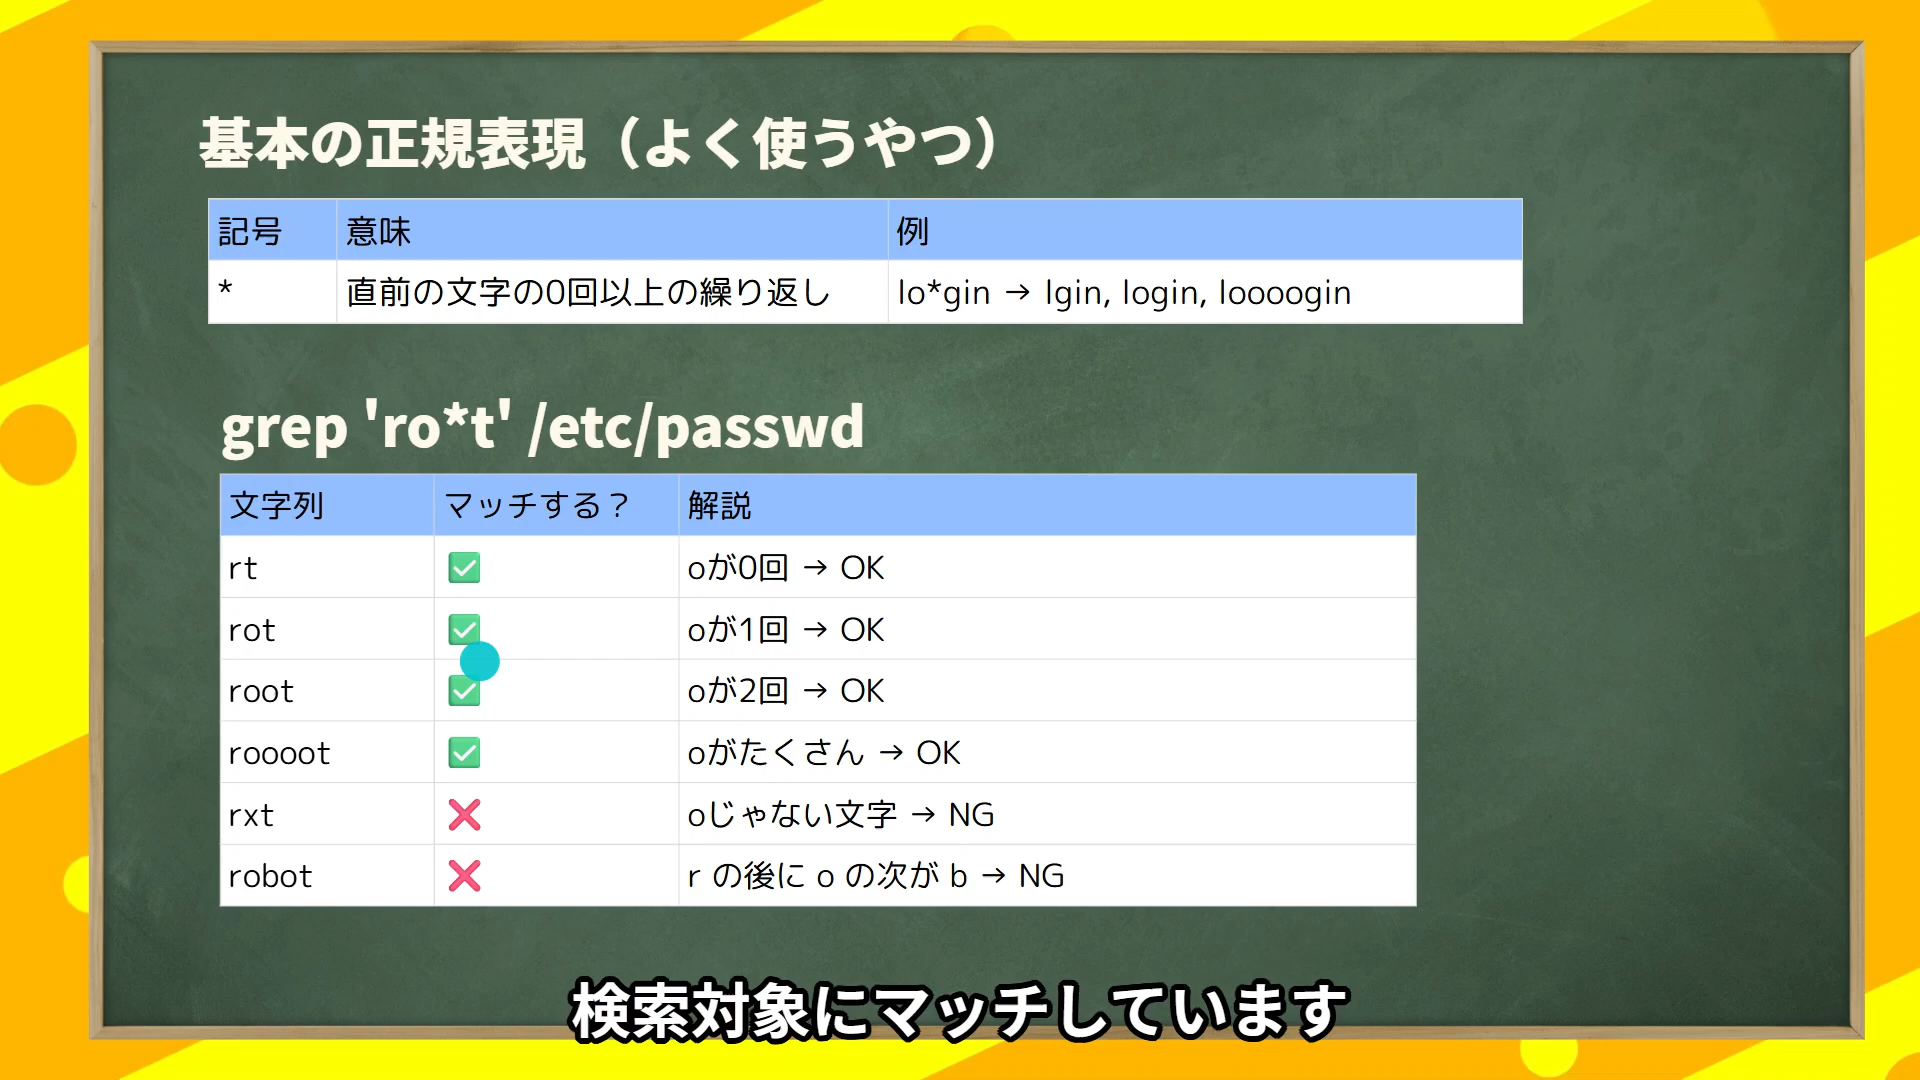 基本の正規表現（よく使うやつ）
記号 意味 例
* 直前の文字の0回以上の繰り返し lo*gin → lgin, login, loooogin
grep 'ro*t' /etc/passwd
文字列 マッチする？ 解説
rt ✅ oが0回 → OK
rot ✅ oが1回 → OK
root ✅ oが2回 → OK
roooot ✅ oがたくさん → OK
rxt ❌ oじゃない文字 → NG
robot ❌ r の後に o の次が b → NG
検索対象にマッチしています